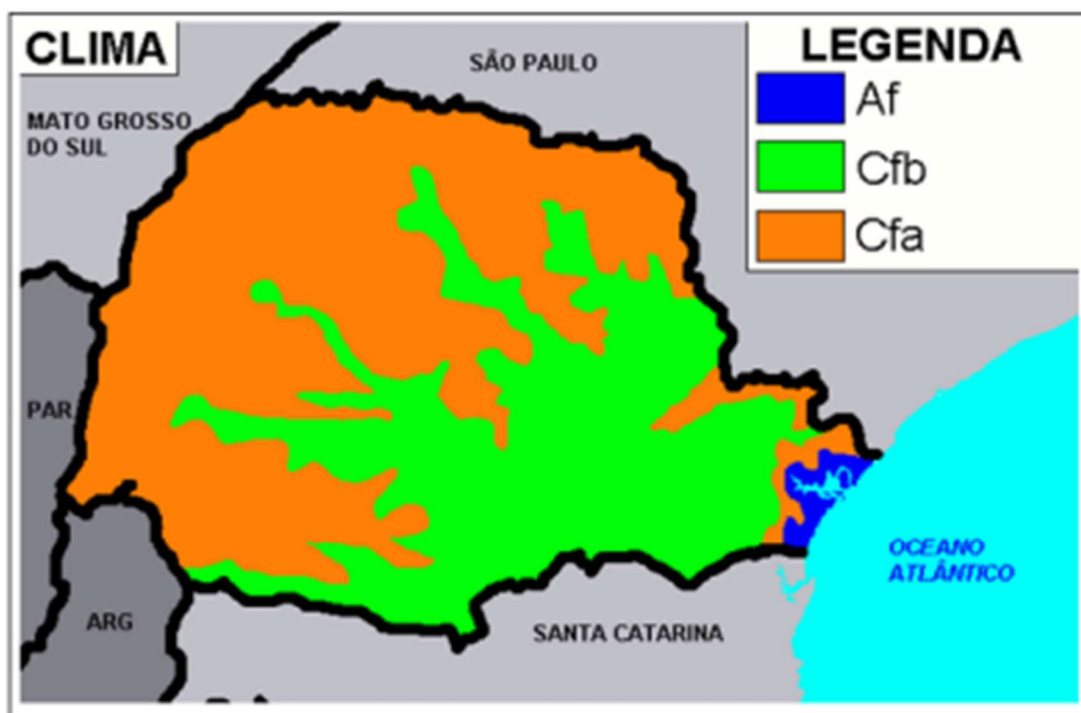 CLIMA
LEGENDA
Af
Cfb
Cfa
SÃO PAULO
MATO GROSSO
DO SUL
PAR
ARG
SANTA CATARINA
OCEANO
ATLÂNTICO